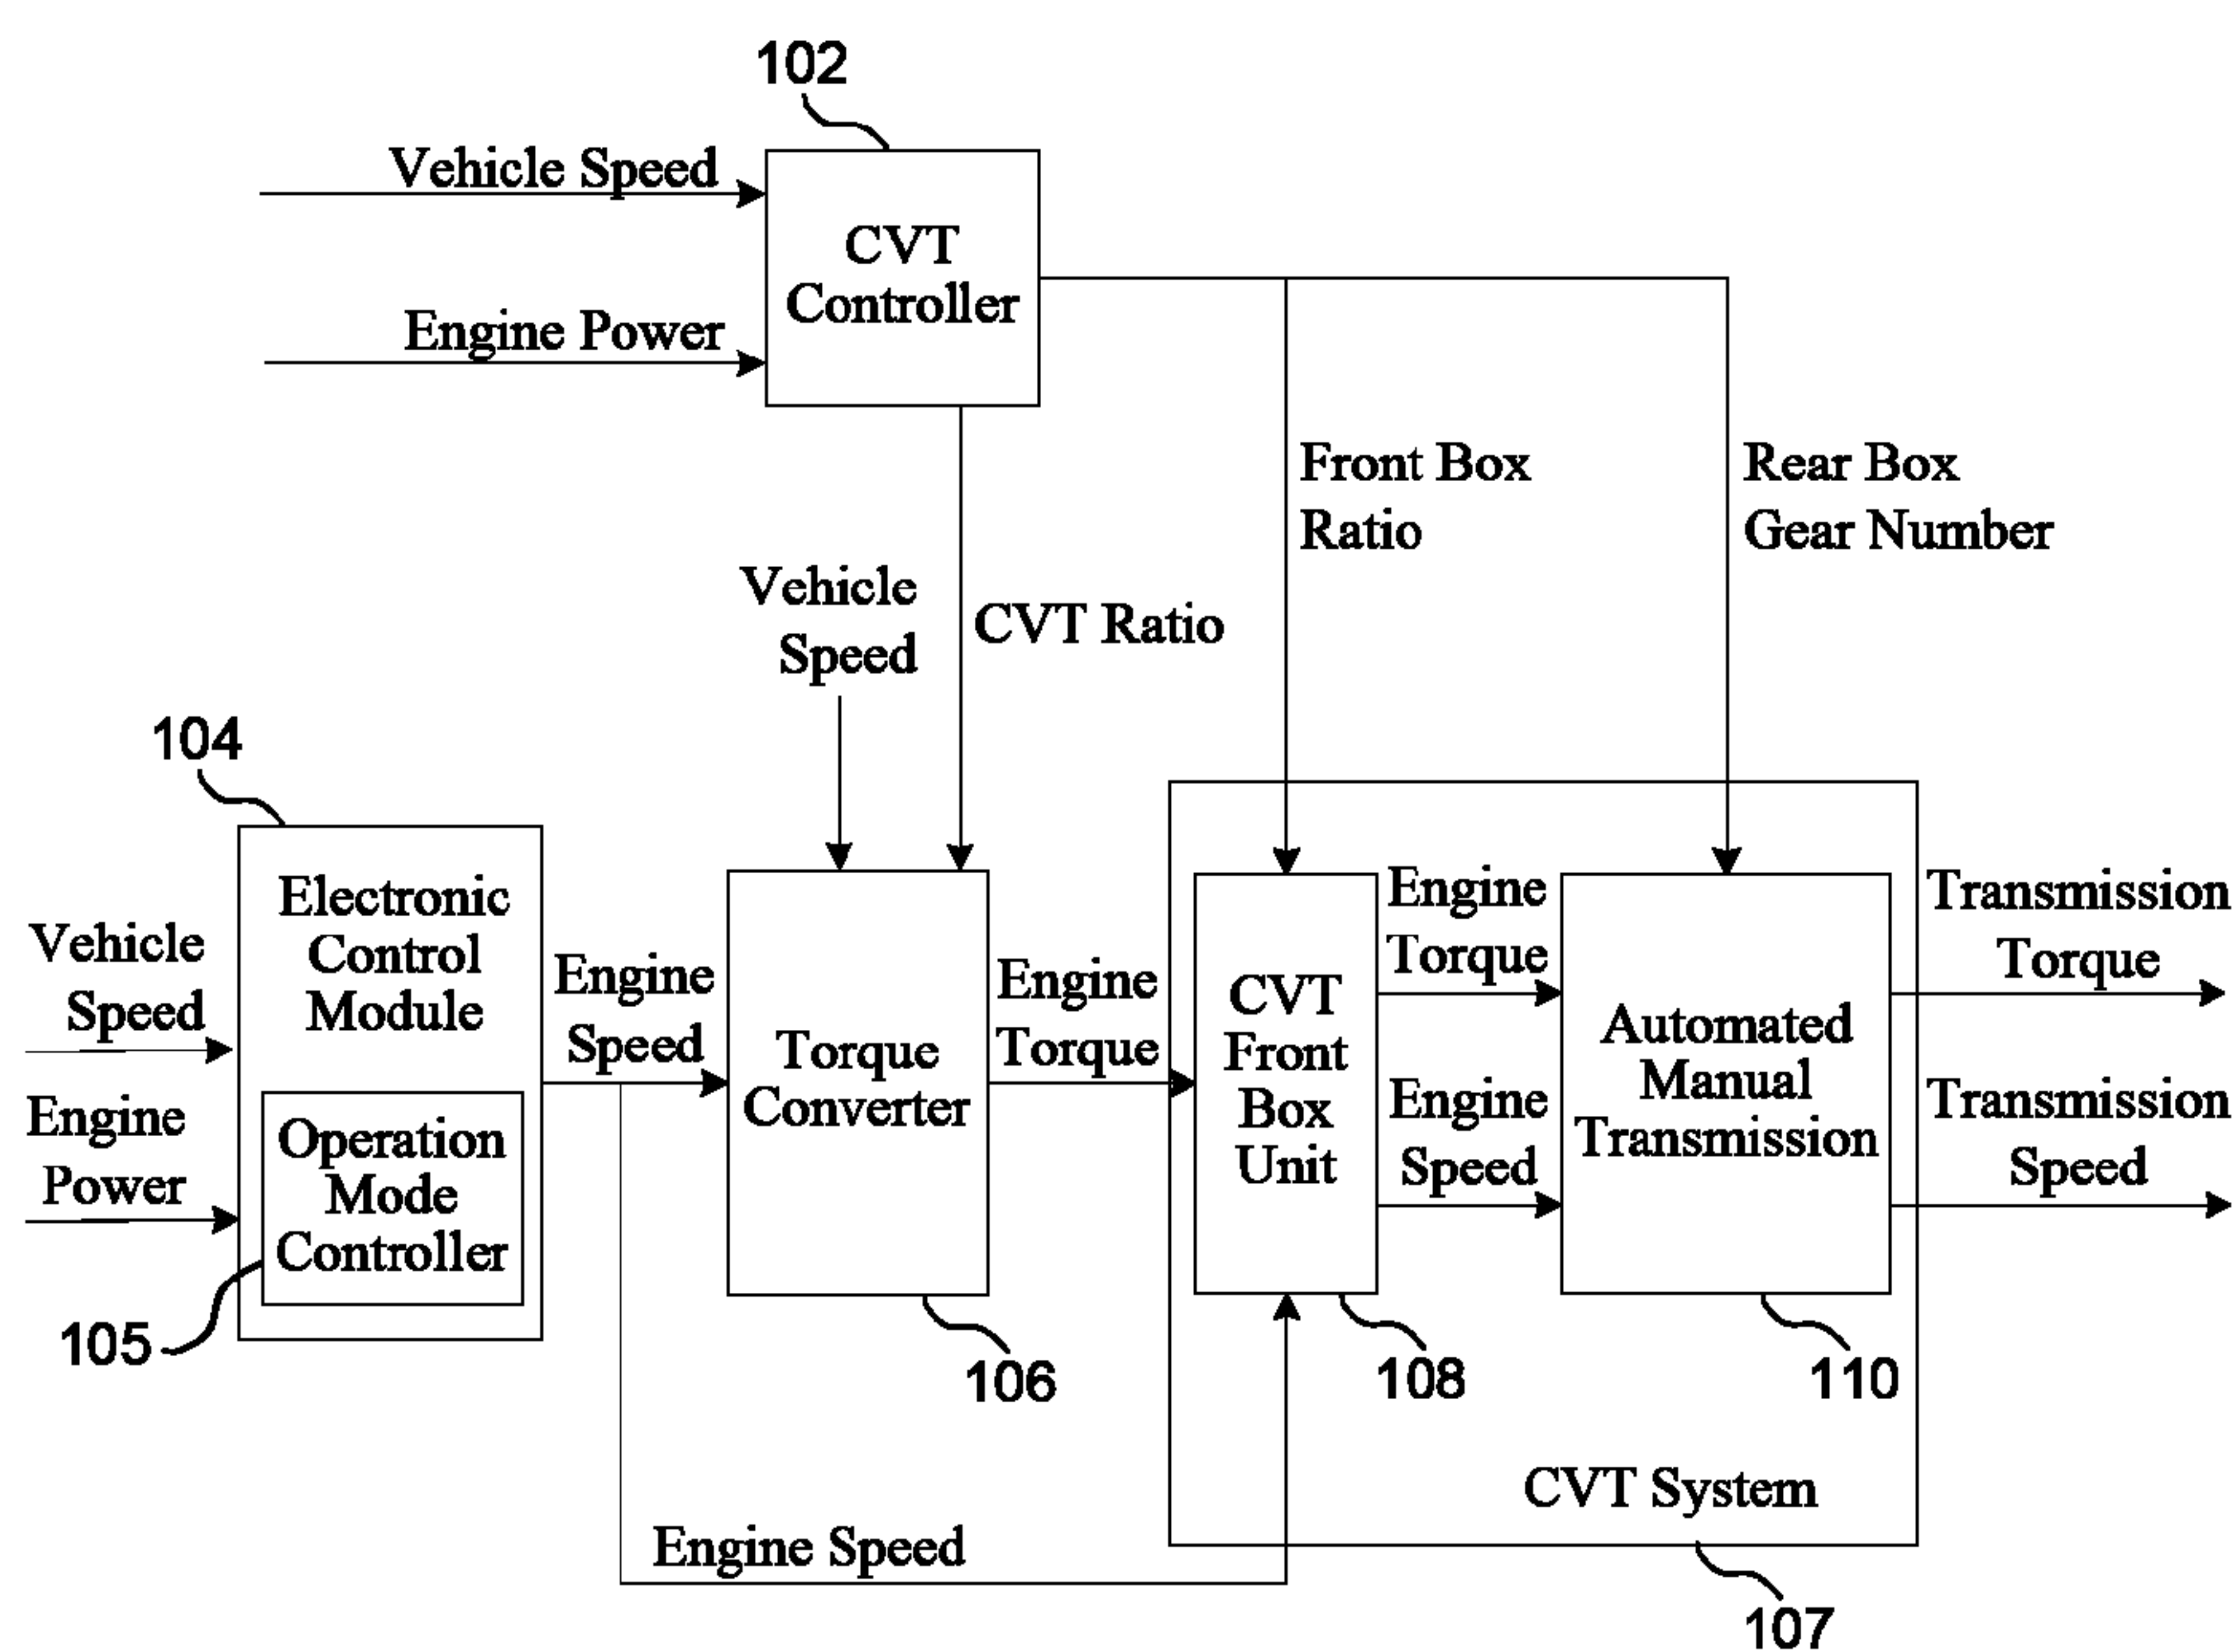 102
Vehicle Speed
CVT
Controller
Engine Power
Front Box
Ratio
Rear Box
Gear Number
Vehicle
Speed
CVT Ratio
104
Electronic
Control
Module
Vehicle
Speed
Engine
Power
Operation
Mode
Controller
105
Engine
Speed
Torque
Converter
106
Engine
Torque
CVT
Front
Box
Unit
108
Engine
Torque
Engine
Speed
Automated
Manual
Transmission
110
Transmission
Torque
Transmission
Speed
Engine Speed
CVT System
107